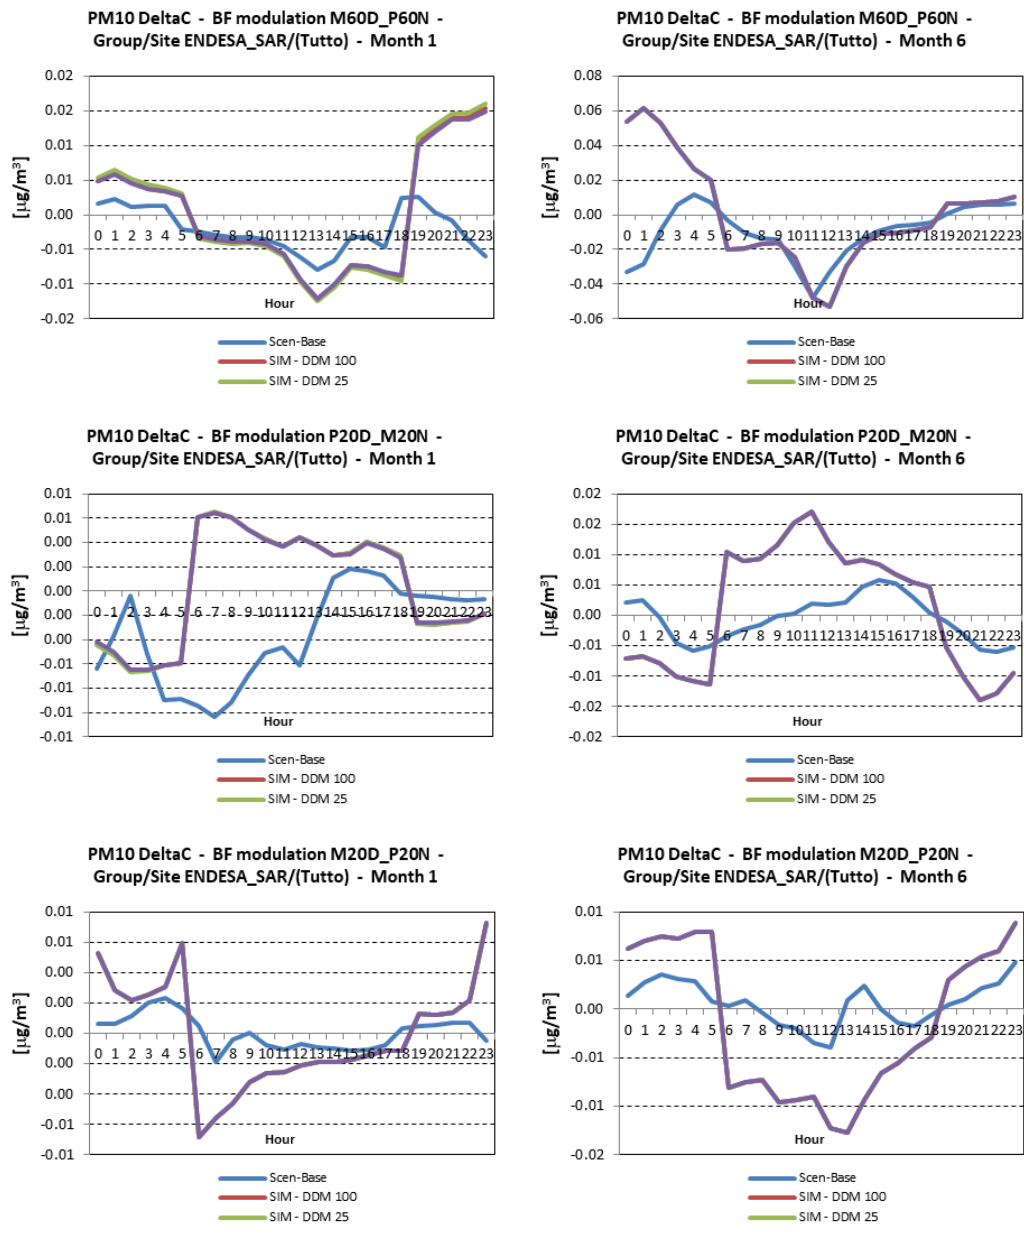 PM10 DeltaC - BF modulation M60D_P60N -
Group/Site ENDESA_SAR/(Tutto) - Month 1
0.02
0.02
0.01
0.01
0.00
-0.01
-0.01
-0.02
[µg/m³]
0 1 2 3 4 5 6 7 8 9 10 11 12 13 14 15 16 17 18 19 20 21 22 23
Hour
Scen-Base
SIM - DDM 100
SIM - DDM 25
PM10 DeltaC - BF modulation M60D_P60N -
Group/Site ENDESA_SAR/(Tutto) - Month 6
0.08
0.06
0.04
0.02
0.00
-0.02
-0.04
-0.06
[µg/m³]
0 1 2 3 4 5 6 7 8 9 10 11 12 13 14 15 16 17 18 19 20 21 22 23
Hour
Scen-Base
SIM - DDM 100
SIM - DDM 25
PM10 DeltaC - BF modulation P20D_M20N -
Group/Site ENDESA_SAR/(Tutto) - Month 1
0.01
0.01
0.00
0.00
0.00
0.00
0.00
-0.01
-0.01
-0.01
-0.01
[µg/m³]
0 1 2 3 4 5 6 7 8 9 10 11 12 13 14 15 16 17 18 19 20 21 22 23
Hour
Scen-Base
SIM - DDM 100
SIM - DDM 25
PM10 DeltaC - BF modulation P20D_M20N -
Group/Site ENDESA_SAR/(Tutto) - Month 6
0.02
0.02
0.01
0.01
0.00
-0.01
-0.01
-0.02
-0.02
[µg/m³]
0 1 2 3 4 5 6 7 8 9 10 11 12 13 14 15 16 17 18 19 20 21 22 23
Hour
Scen-Base
SIM - DDM 100
SIM - DDM 25
PM10 DeltaC - BF modulation M20D_P20N -
Group/Site ENDESA_SAR/(Tutto) - Month 1
0.01
0.01
0.00
0.00
0.00
0.00
0.00
-0.01
-0.01
[µg/m³]
0 1 2 3 4 5 6 7 8 9 10 11 12 13 14 15 16 17 18 19 20 21 22 23
Hour
Scen-Base
SIM - DDM 100
SIM - DDM 25
PM10 DeltaC - BF modulation M20D_P20N -
Group/Site ENDESA_SAR/(Tutto) - Month 6
0.01
0.01
0.00
-0.01
-0.01
-0.02
[µg/m³]
0 1 2 3 4 5 6 7 8 9 10 11 12 13 14 15 16 17 18 19 20 21 22 23
Hour
Scen-Base
SIM - DDM 100
SIM - DDM 25